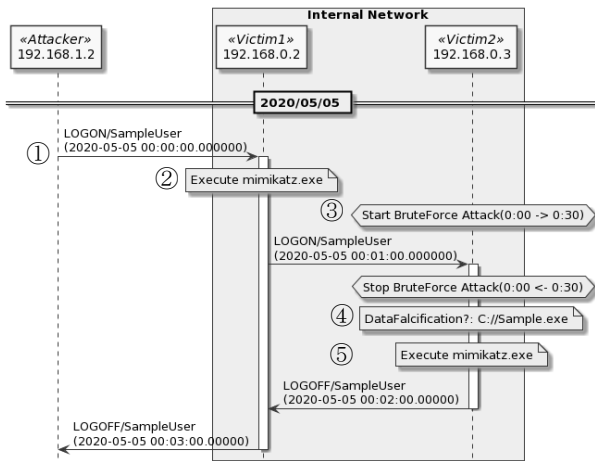 Internal Network
«Attacker»
192.168.1.2
«Victim1»
192.168.0.2
«Victim2»
192.168.0.3
2020/05/05
① LOGON/SampleUser
(2020-05-05 00:00:00.000000)
② Execute mimikatz.exe
③ Start BruteForce Attack(0:00 -> 0:30)
LOGON/SampleUser
(2020-05-05 00:01:00.000000)
Stop BruteForce Attack(0:00 <- 0:30)
④ DataFalcification?: C://Sample.exe
⑤ Execute mimikatz.exe
LOGOFF/SampleUser
(2020-05-05 00:02:00.00000)
LOGOFF/SampleUser
(2020-05-05 00:03:00.00000)